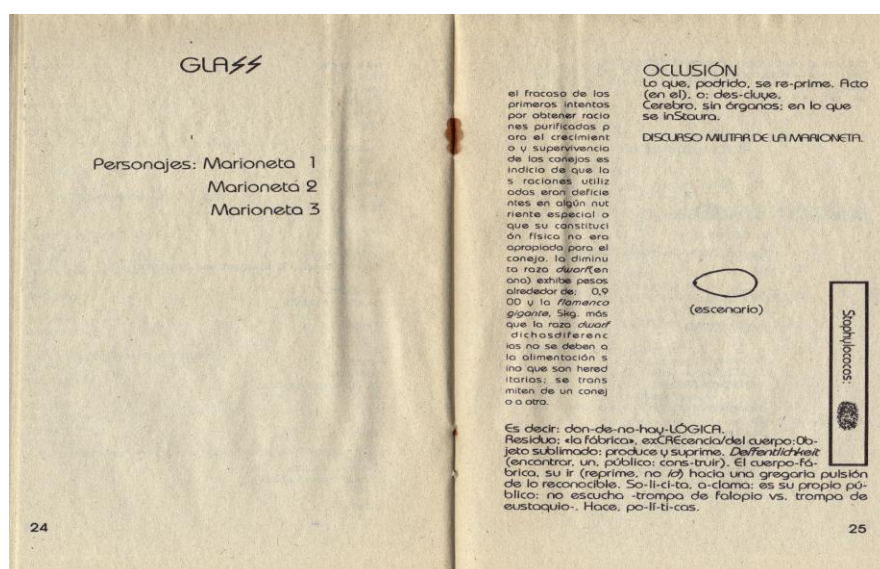 GLASS
Personajes: Marioneta 1
Marioneta 2
Marioneta 3
24
el fracaso de los
primeros intentos
por obtener racio
nes purificadas p
ara el crecimient
o y supervivencia
de los conejos es
indicio de que la
s raciones utiliz
adas eran deficie
ntes en algún nut
riente especial o
que su constituci
ón física no era
apropiada para el
conejo. la diminu
ta raza dwarf(en
ana) exhibe pesos
alrededor de: 0,9
00 y la flamenco
gigante, 5kg. más
que la raza dwarf
dichasdiferenc
ias no se deben a
la alimentación s
ino que son hered
itarias; se trans
miten de un conej
o a otro.
OCLUSIÓN
Lo que, podrido, se re-prime. Acto
(en el), o: des-cluye.
Cerebro, sin órganos; en lo que
se inStaura.
DISCURSO MILITAR DE LA MARIONETA.
(escenario)
Staphylococos:
Es decir: don-de-no-hay-LÓGICA.
Residuo: «la fábrica», exCREcencia/del cuerpo:Ob-
jeto sublimado: produce y suprime. Deffentlichkeit
(encontrar, un, público: cons-truir). El cuerpo-fá-
brica, su ir (reprime, no id) hacia una gregaria pulsión
de lo reconocible. So-li-ci-ta, a-clama: es su propio pú-
blico: no escucha -trompa de falopio vs. trompa de
eustaquio-. Hace, po-lí-ti-cas.
25